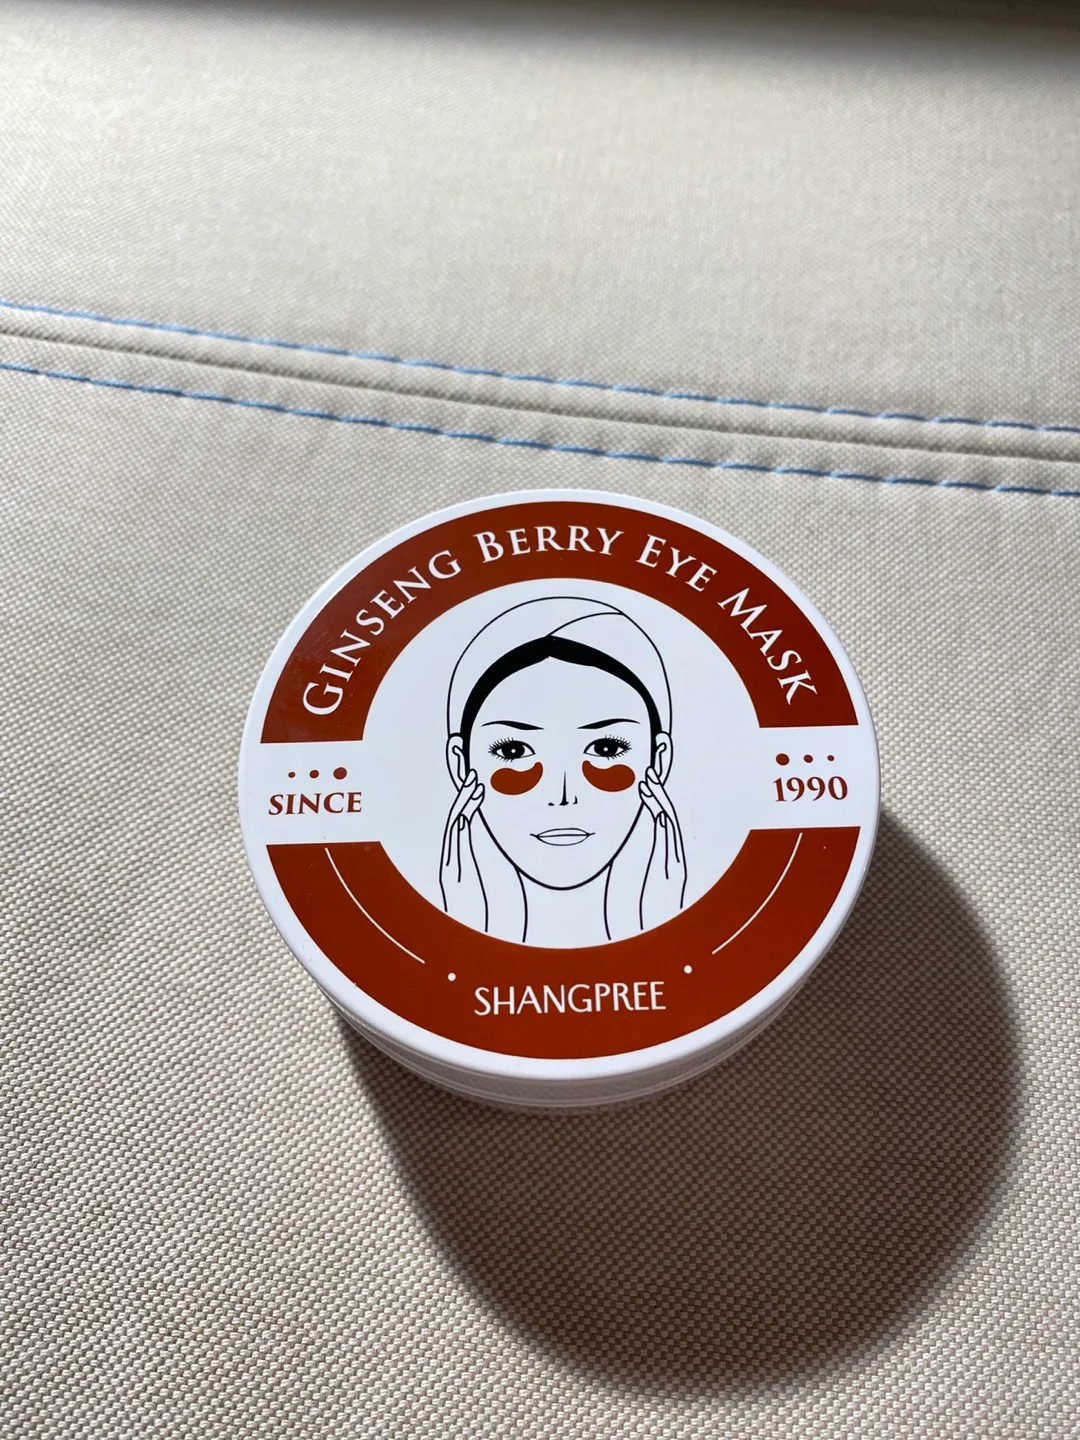 GINSENG BERRY EYE MASK
SINCE
1990
SHANGPREE